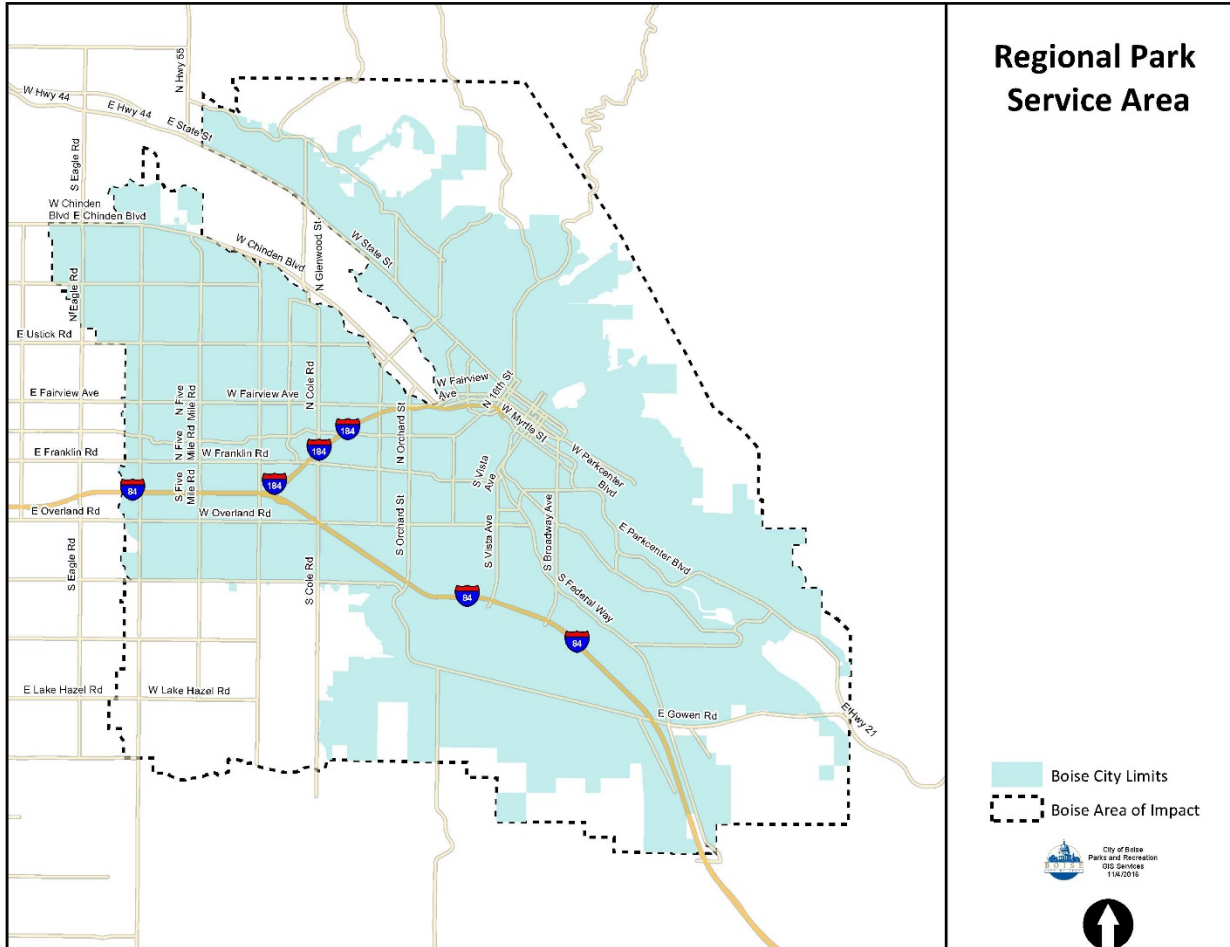 Regional Park
Service Area
N Hwy 55
W Hwy 44
E Hwy 44
E State St
S Eagle Rd
W Chinden
Blvd
E Chinden Blvd
W Chinden Blvd
N Glenwood St
W State St
N Eagle Rd
E Ustick Rd
E Fairview Ave
N Five
Mile Rd
W Fairview Ave
N Cole Rd
W Fairview
Ave
N 16th St
W Myrtle St
184
184
N Orchard St
E Franklin Rd
N Five
Mile Rd
W Franklin Rd
S Vista
Ave
W Parkcenter
Blvd
84
S Five
Mile Rd
184
E Overland Rd
W Overland Rd
S Orchard St
S Vista Ave
S Broadway Ave
E Parkcenter Blvd
S Eagle Rd
S Cole Rd
84
S Federal Way
84
E Lake Hazel Rd
W Lake Hazel Rd
E Gowen Rd
E Hwy 21
Boise City Limits
Boise Area of Impact
BOISE
City of Boise
Parks and Recreation
GIS Services
11/4/2016